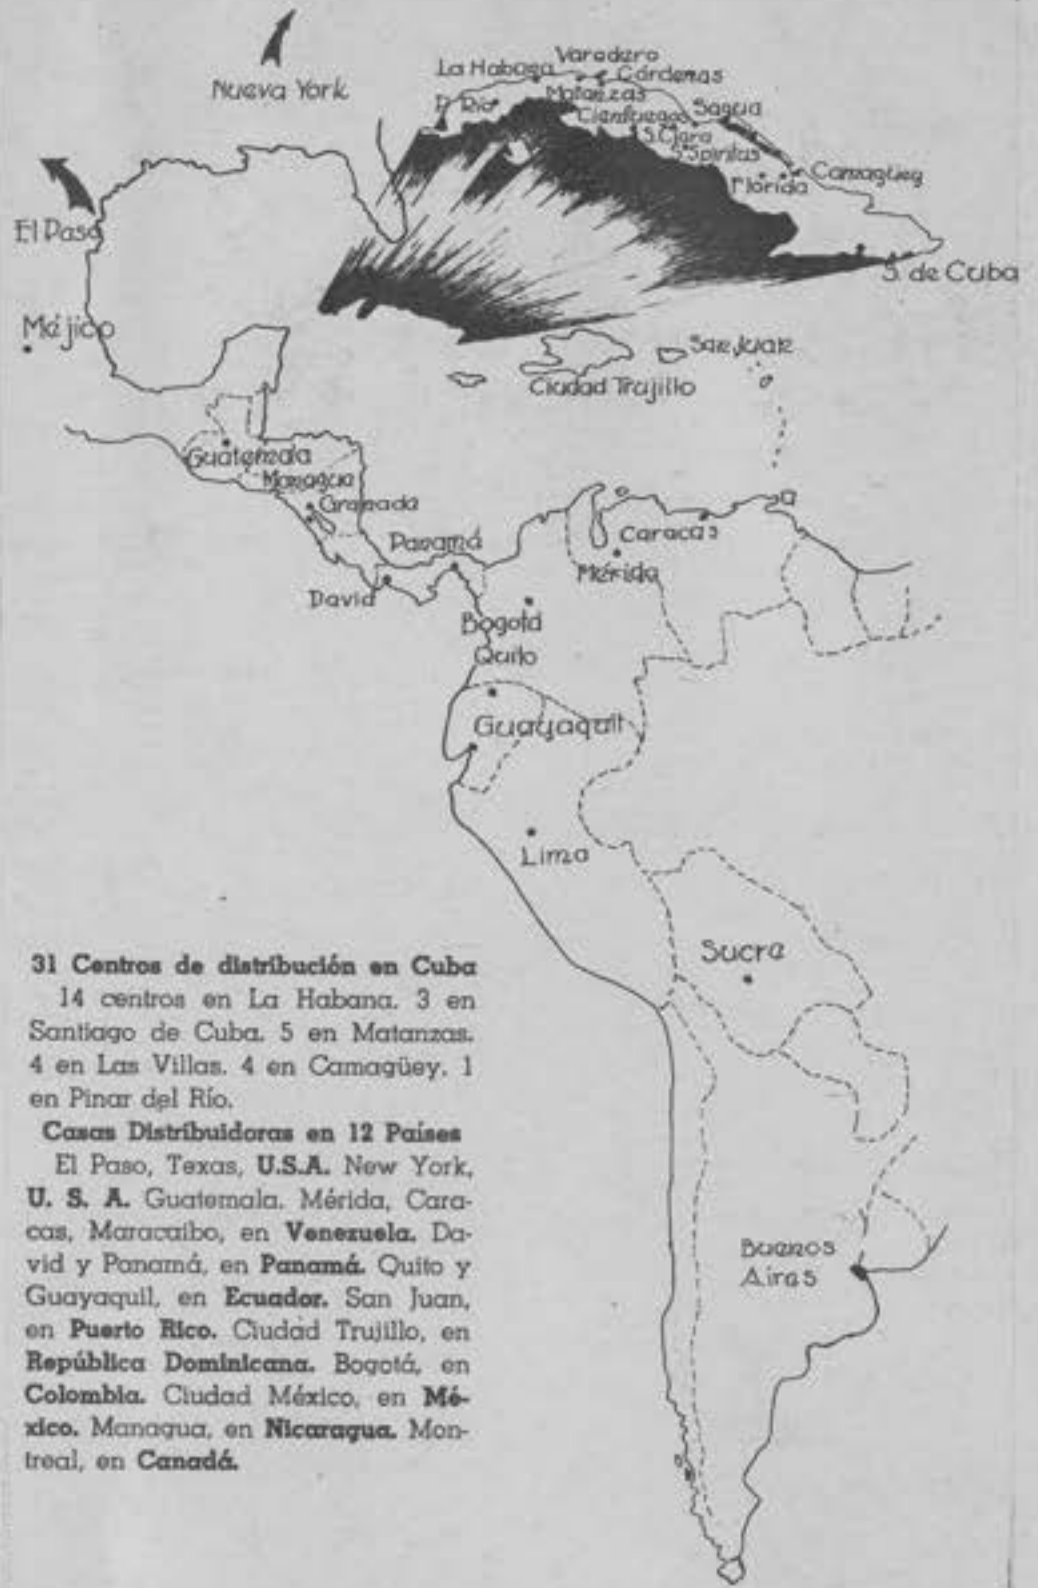 Nueva York
El Paso
Méjico
La Habana
Varadero
Cárdenas
Matanzas
P. Rio
Cienfuegos
Sagua
S. Clara
S. Spiritus
Florida
Camagüey
S. de Cuba
San Juan
Ciudad Trujillo
Guatemala
Managua
Granada
Panamá
David
Caracas
Mérida
Bogotá
Quito
Guayaquil
Lima
Sucre
Buenos
Aires
31 Centros de distribución en Cuba
14 centros en La Habana. 3 en
Santiago de Cuba. 5 en Matanzas.
4 en Las Villas. 4 en Camagüey. 1
en Pinar del Río.
Casas Distribuidoras en 12 Países
El Paso, Texas, U.S.A. New York,
U. S. A. Guatemala. Mérida, Cara-
cas, Maracaibo, en Venezuela. Da-
vid y Panamá, en Panamá. Quito y
Guayaquil, en Ecuador. San Juan,
en Puerto Rico. Ciudad Trujillo, en
República Dominicana. Bogotá, en
Colombia. Ciudad México, en Mé-
xico. Managua, en Nicaragua. Mon-
treal, en Canadá.